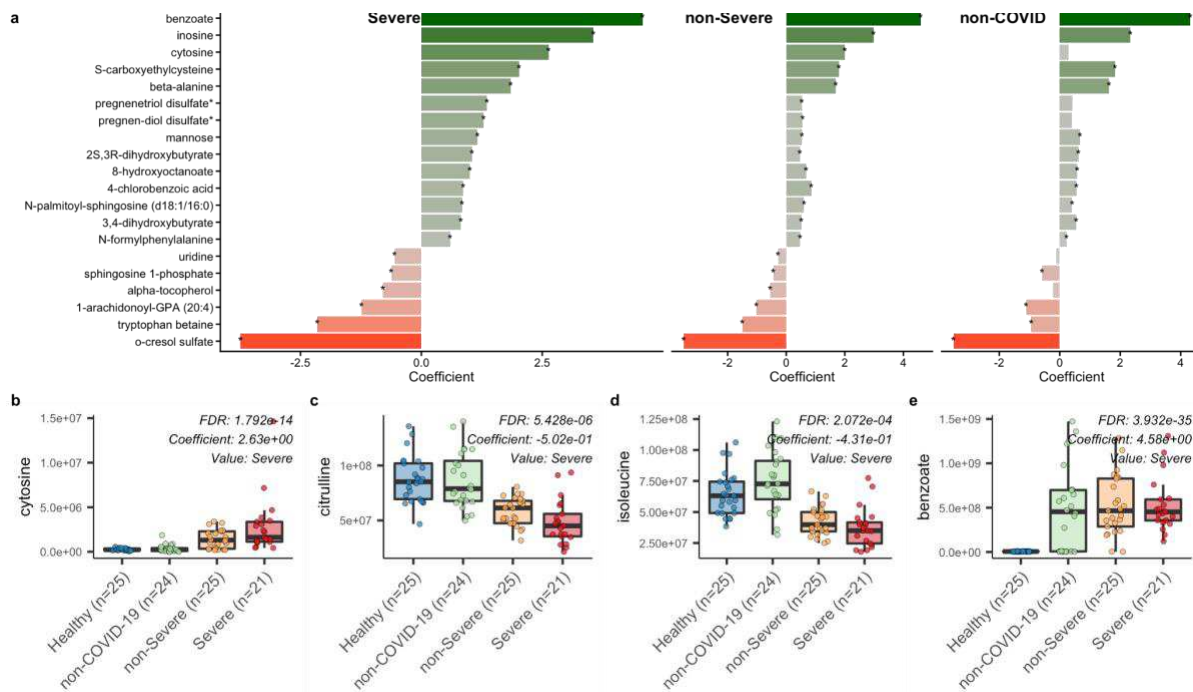 a
Severe
non-Severe
non-COVID
benzoate
inosine
cytosine
S-carboxyethylcysteine
beta-alanine
pregnenetriol disulfate*
pregnen-diol disulfate*
mannose
2S,3R-dihydroxybutyrate
8-hydroxyoctanoate
4-chlorobenzoic acid
N-palmitoyl-sphingosine (d18:1/16:0)
3,4-dihydroxybutyrate
N-formylphenylalanine
uridine
sphingosine 1-phosphate
alpha-tocopherol
1-arachidonoyl-GPA (20:4)
tryptophan betaine
o-cresol sulfate
-2.5 0.0 2.5
Coefficient
-2 0 2 4
Coefficient
-2 0 2 4
Coefficient
b
FDR: 1.792e-14
Coefficient: 2.63e+00
Value: Severe
cytosine
1.5e+07
1.0e+07
5.0e+06
0.0e+00
Healthy (n=25)
non-COVID-19 (n=24)
non-Severe (n=25)
Severe (n=21)
c
FDR: 5.428e-06
Coefficient: -5.02e-01
Value: Severe
citrulline
1e+08
5e+07
Healthy (n=25)
non-COVID-19 (n=24)
non-Severe (n=25)
Severe (n=21)
d
FDR: 2.072e-04
Coefficient: -4.31e-01
Value: Severe
isoleucine
1.25e+08
1.00e+08
7.50e+07
5.00e+07
2.50e+07
Healthy (n=25)
non-COVID-19 (n=24)
non-Severe (n=25)
Severe (n=21)
e
FDR: 3.932e-35
Coefficient: 4.58e+00
Value: Severe
benzoate
1.5e+09
1.0e+09
5.0e+08
0.0e+00
Healthy (n=25)
non-COVID-19 (n=24)
non-Severe (n=25)
Severe (n=21)